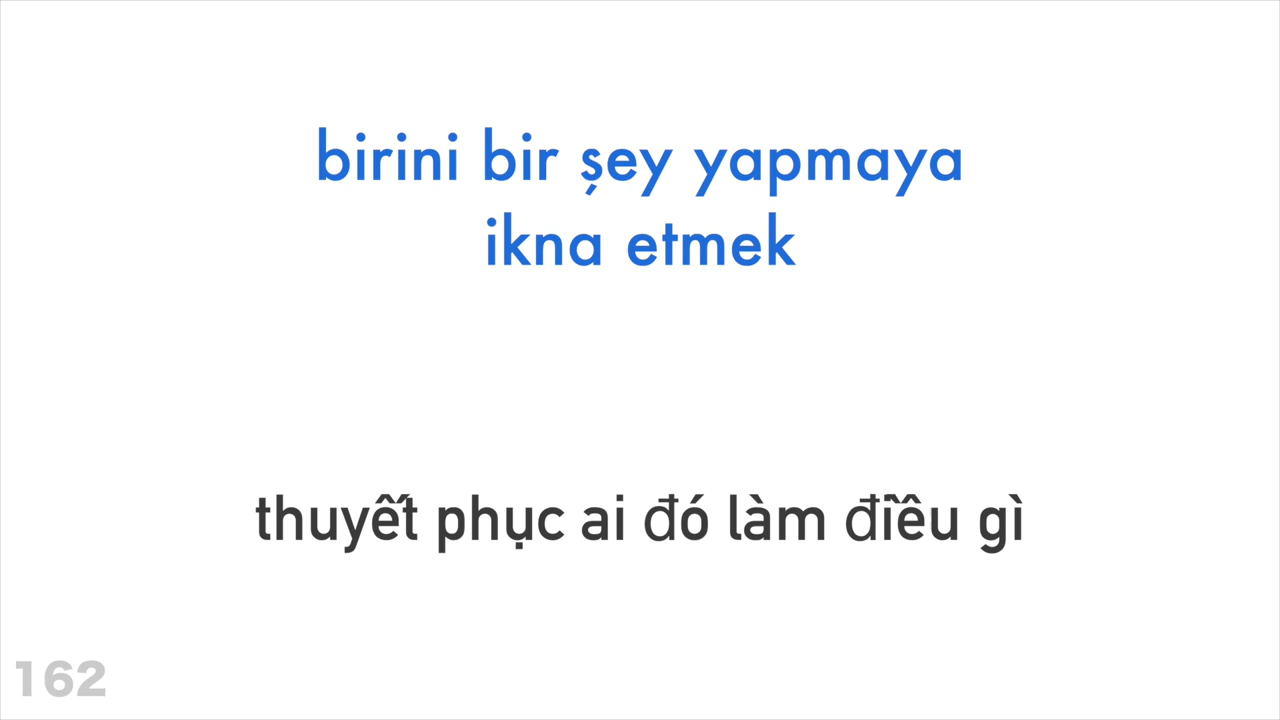 birini bir şey yapmaya
ikna etmek
thuyết phục ai đó làm điều gì
162